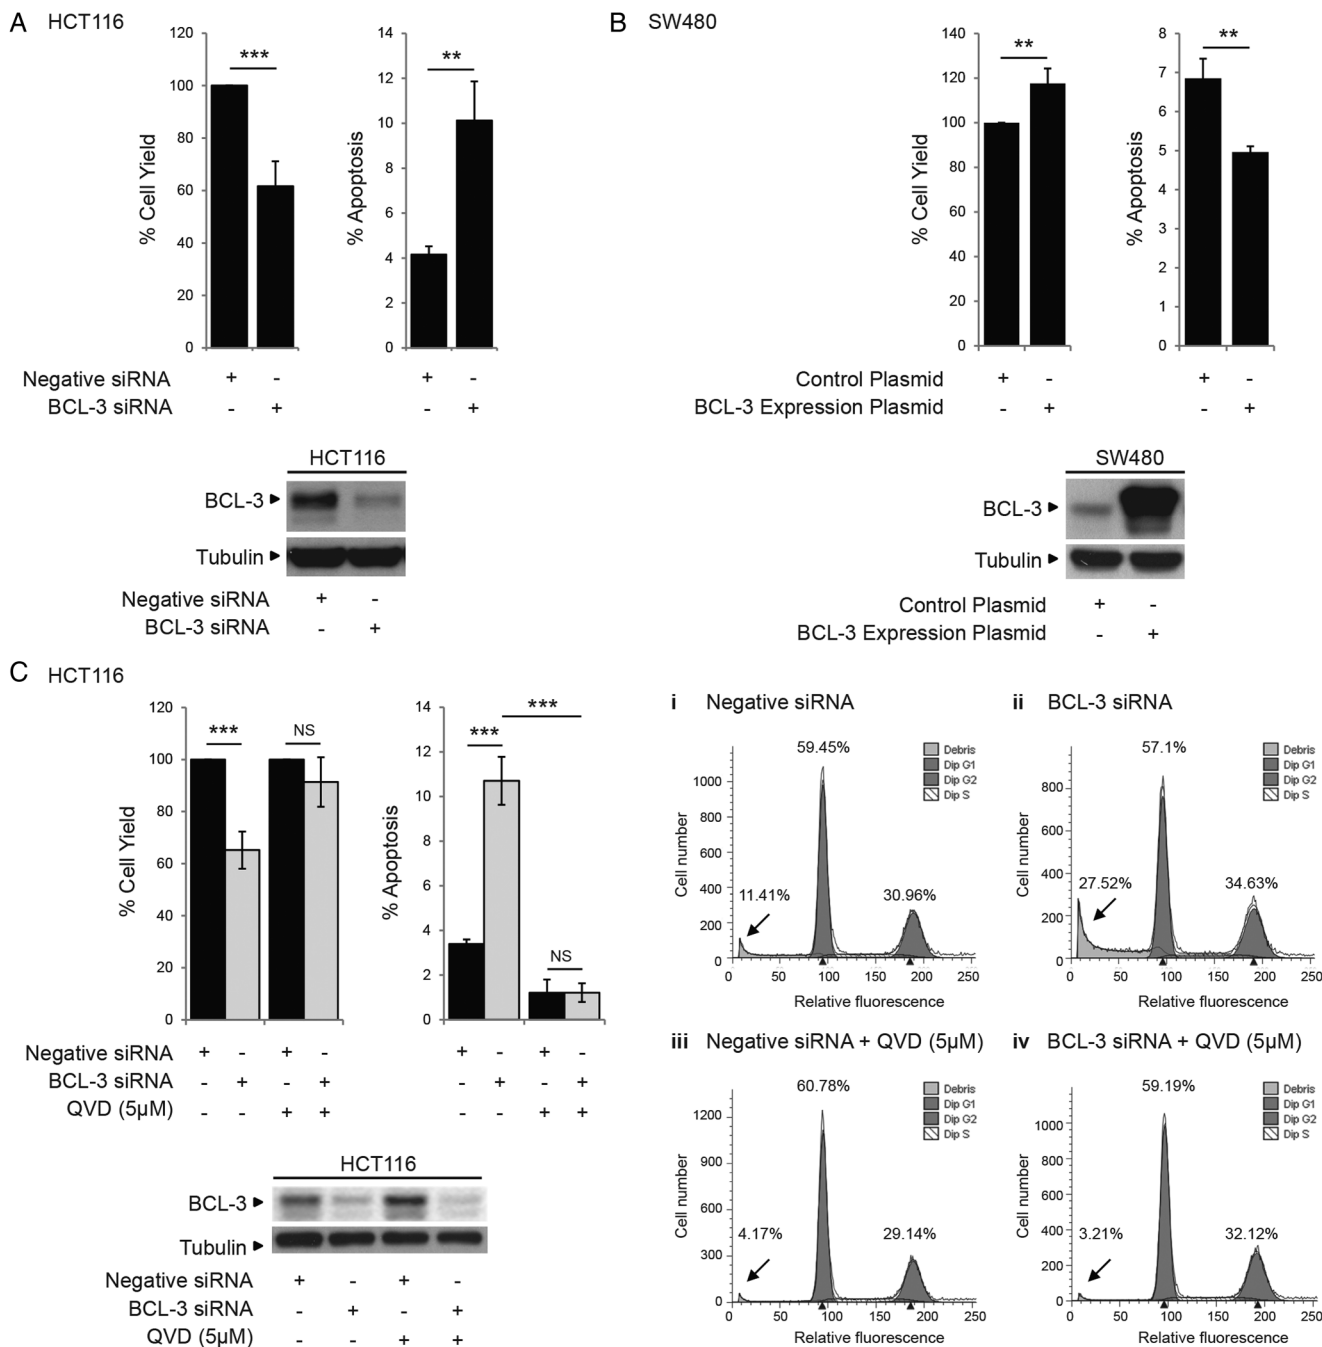 A HCT116
120
100
80
60
40
20
0
% Cell Yield
***
14
12
10
8
6
4
2
0
% Apoptosis
**
Negative siRNA + - + -
BCL-3 siRNA - + - +
HCT116
BCL-3
Tubulin
Negative siRNA + -
BCL-3 siRNA - +
B SW480
140
120
100
80
60
40
20
0
% Cell Yield
**
8
7
6
5
4
3
2
1
0
% Apoptosis
**
Control Plasmid + - + -
BCL-3 Expression Plasmid - + - +
SW480
BCL-3
Tubulin
Control Plasmid + -
BCL-3 Expression Plasmid - +
C HCT116
120
100
80
60
40
20
0
% Cell Yield
*** NS
14
12
10
8
6
4
2
0
% Apoptosis
***
***
NS
Negative siRNA + - + - + - + -
BCL-3 siRNA - + - + - + - +
QVD (5µM) - - + + - - + +
HCT116
BCL-3
Tubulin
Negative siRNA + - + -
BCL-3 siRNA - + - +
QVD (5µM) - - + +
i Negative siRNA
59.45%
11.41%
30.96%
Debris
Dip G1
Dip G2
Dip S
1000
800
600
400
200
0
Cell number
0 50 100 150 200 250
Relative fluorescence
ii BCL-3 siRNA
57.1%
27.52%
34.63%
Debris
Dip G1
Dip G2
Dip S
800
600
400
200
0
Cell number
0 50 100 150 200 250
Relative fluorescence
iii Negative siRNA + QVD (5µM)
60.78%
4.17%
29.14%
Debris
Dip G1
Dip G2
Dip S
1200
900
600
300
0
Cell number
0 50 100 150 200 250
Relative fluorescence
iv BCL-3 siRNA + QVD (5µM)
59.19%
3.21%
32.12%
Debris
Dip G1
Dip G2
Dip S
1000
800
600
400
200
0
Cell number
0 50 100 150 200 250
Relative fluorescence